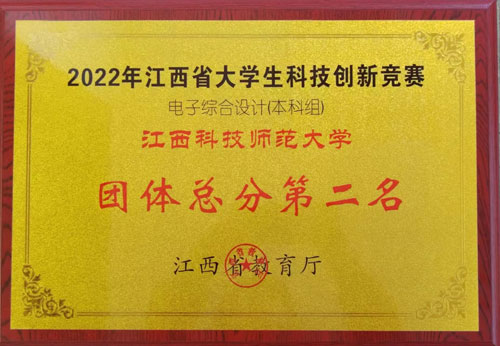 2022年江西省大学生科技创新竞赛
电子综合设计(本科组)
江西科技师范大学
团体总分第二名
江西省教育厅